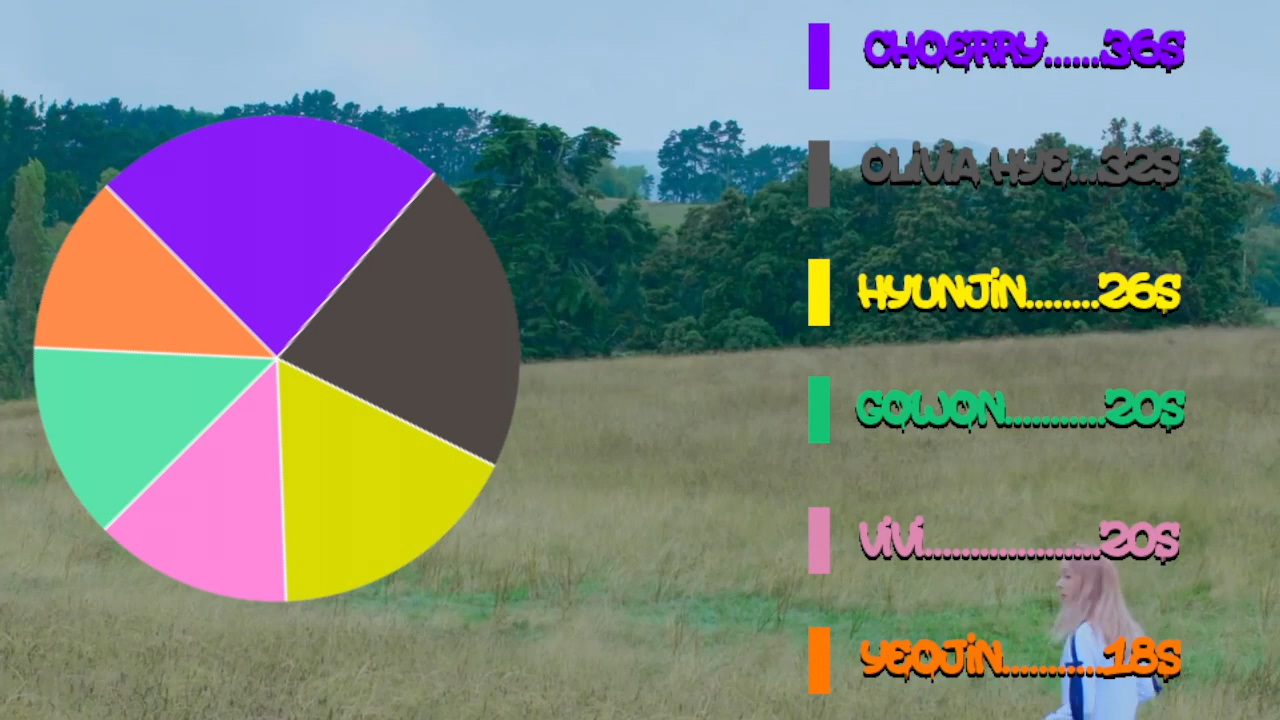 CHOERRY......36S
OLiViA HYE...32S
HYUNJiN........26S
GOWON...........20S
ViVi...................20S
YEOJiN...........18S